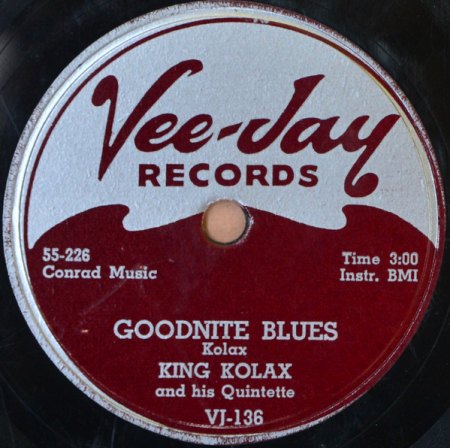 Vee-Jay
RECORDS
55-226
Conrad Music
Time 3:00
Instr. BMI
GOODNITE BLUES
Kolax
KING KOLAX
and his Quintette
VJ-136